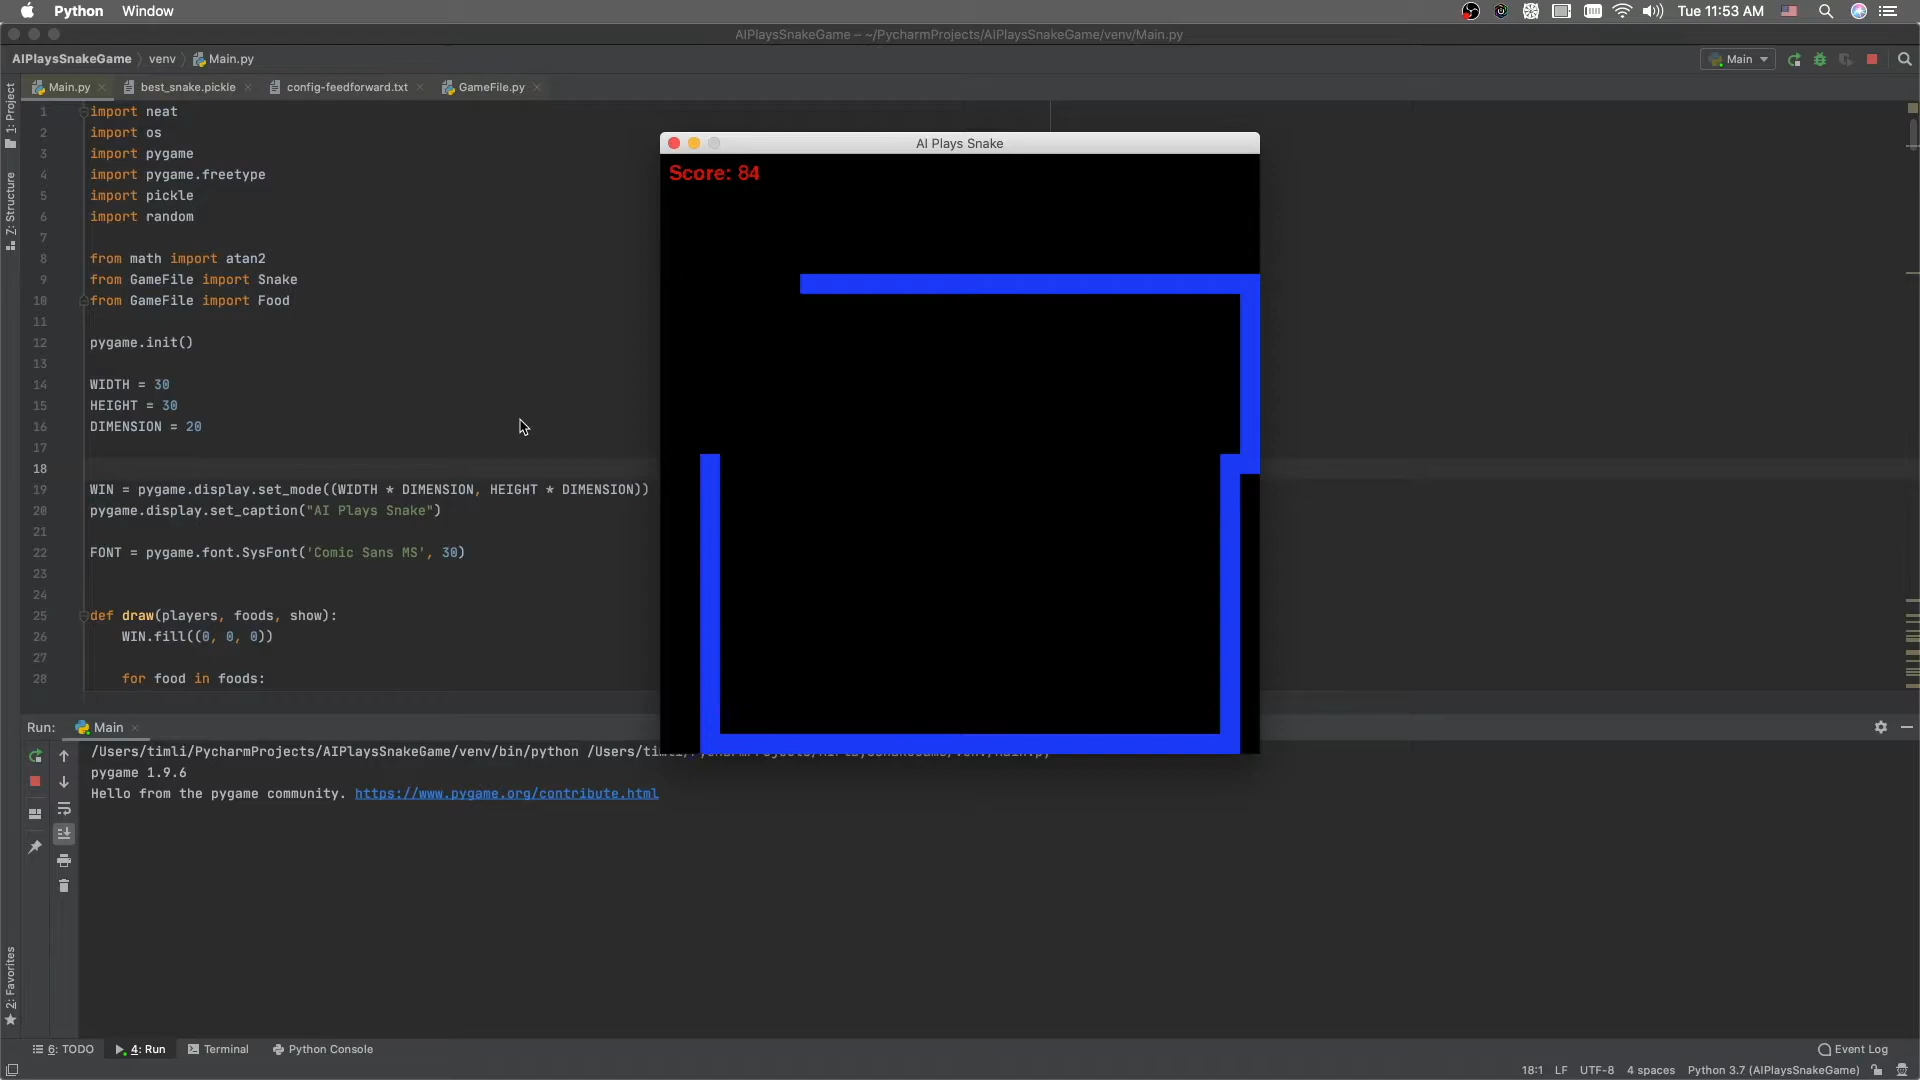 Python Window
Tue 11:53 AM
AIPlaysSnakeGame – ~/PycharmProjects/AIPlaysSnakeGame/venv/Main.py
AIPlaysSnakeGame venv Main.py
Main
Main.py best_snake.pickle config-feedforward.txt GameFile.py
1: Project
Z: Structure
2: Favorites
1 import neat
2 import os
3 import pygame
4 import pygame.freetype
5 import pickle
6 import random
7
8 from math import atan2
9 from GameFile import Snake
10 from GameFile import Food
11
12 pygame.init()
13
14 WIDTH = 30
15 HEIGHT = 30
16 DIMENSION = 20
17
18
19 WIN = pygame.display.set_mode((WIDTH * DIMENSION, HEIGHT * DIMENSION))
20 pygame.display.set_caption("AI Plays Snake")
21
22 FONT = pygame.font.SysFont('Comic Sans MS', 30)
23
24
25 def draw(players, foods, show):
26 WIN.fill((0, 0, 0))
27
28 for food in foods:
AI Plays Snake
Score: 84
Run: Main
/Users/timli/PycharmProjects/AIPlaysSnakeGame/venv/bin/python /Users/timli/PycharmProjects/AIPlaysSnakeGame/venv/Main.py
pygame 1.9.6
Hello from the pygame community. https://www.pygame.org/contribute.html
6: TODO 4: Run Terminal Python Console
Event Log
18:1 LF UTF-8 4 spaces Python 3.7 (AIPlaysSnakeGame)